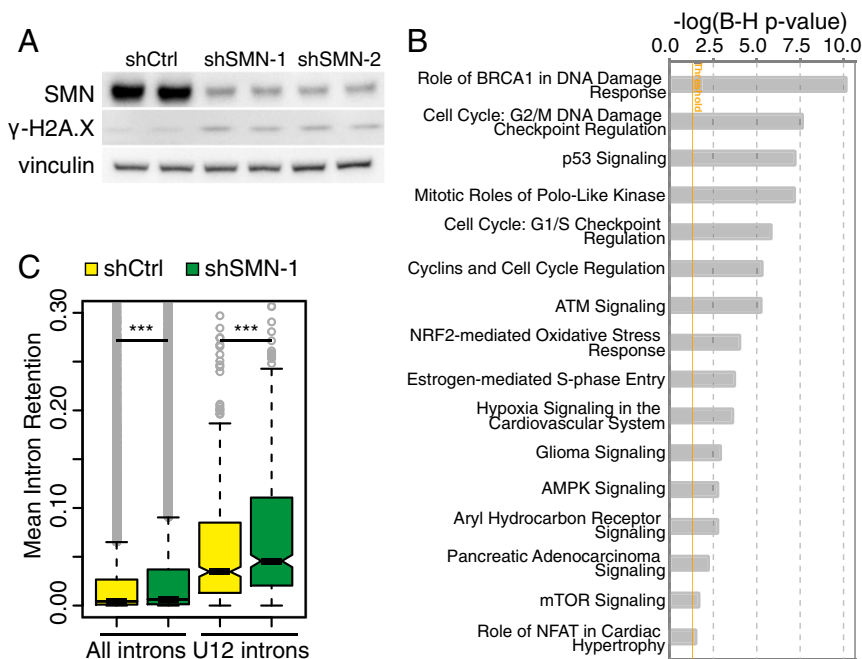 A
shCtrl shSMN-1 shSMN-2
SMN
γ-H2A.X
vinculin
B
-log(B-H p-value)
0.0 2.5 5.0 7.5 10.0
Threshold
Role of BRCA1 in DNA Damage
Response
Cell Cycle: G2/M DNA Damage
Checkpoint Regulation
p53 Signaling
Mitotic Roles of Polo-Like Kinase
Cell Cycle: G1/S Checkpoint
Regulation
Cyclins and Cell Cycle Regulation
ATM Signaling
NRF2-mediated Oxidative Stress
Response
Estrogen-mediated S-phase Entry
Hypoxia Signaling in the
Cardiovascular System
Glioma Signaling
AMPK Signaling
Aryl Hydrocarbon Receptor
Signaling
Pancreatic Adenocarcinoma
Signaling
mTOR Signaling
Role of NFAT in Cardiac
Hypertrophy
C
shCtrl shSMN-1
Mean Intron Retention
0.30
0.20
0.10
0.00
*** ***
All introns U12 introns